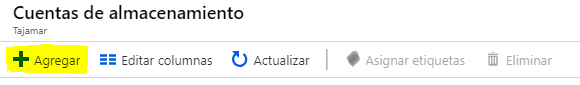 Cuentas de almacenamiento
Tajamar
Agregar Editar columnas Actualizar Asignar etiquetas Eliminar